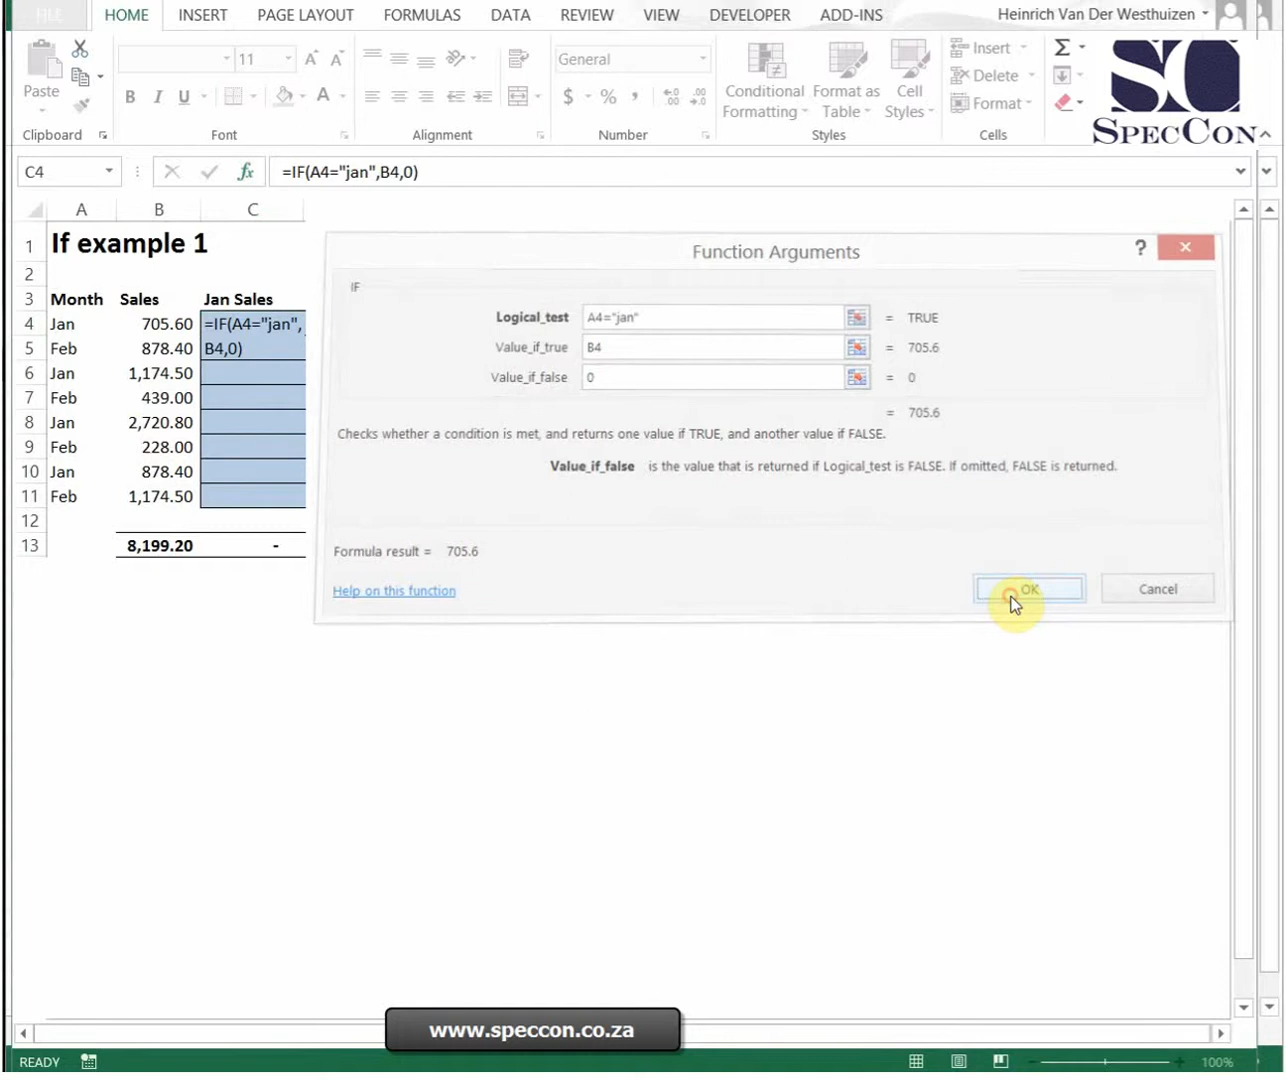 FILE HOME INSERT PAGE LAYOUT FORMULAS DATA REVIEW VIEW DEVELOPER ADD-INS Heinrich Van Der Westhuizen
Paste
11 A A
B I U A
General
$ % ,
Conditional Formatting
Format as Table
Cell Styles
Insert
Delete
Format
Σ
SC
SPECCON
Clipboard Font Alignment Number Styles Cells
C4 fx =IF(A4="jan",B4,0)
A B C
1 If example 1
2
3 Month Sales Jan Sales
4 Jan 705.60 =IF(A4="jan",
5 Feb 878.40 B4,0)
6 Jan 1,174.50
7 Feb 439.00
8 Jan 2,720.80
9 Feb 228.00
10 Jan 878.40
11 Feb 1,174.50
12
13 8,199.20 -
Function Arguments ?
IF
Logical_test A4="jan" = TRUE
Value_if_true B4 = 705.6
Value_if_false 0 = 0
= 705.6
Checks whether a condition is met, and returns one value if TRUE, and another value if FALSE.
Value_if_false is the value that is returned if Logical_test is FALSE. If omitted, FALSE is returned.
Formula result = 705.6
Help on this function OK Cancel
www.speccon.co.za
READY 100%